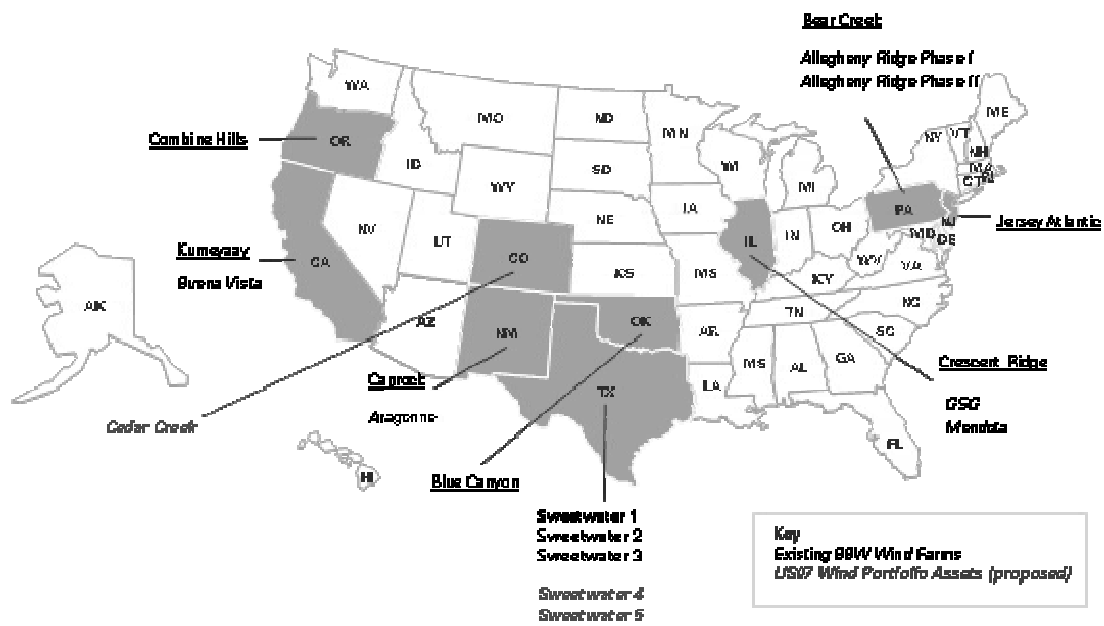 Bear Creek
Allegheny Ridge Phase I
Allegheny Ridge Phase II
WA
MO
ND
MN
ME
NY
VT
NH
MA
CT
RI
Combine Hills
OR
ID
SD
WI
MI
WY
IA
PA
NJ
Jersey Atlantic
NE
OH
IL
IN
MD
DE
NV
UT
CO
Kumeyaay
CA
KS
MS
WV
VA
KY
Buena Vista
AK
NC
TN
AZ
NM
OK
AR
SC
Crescent Ridge
Caprock
MS
AL
GA
TX
LA
GSG
Aragonne
Mendota
Cedar Creek
FL
HI
Blue Canyon
Sweetwater 1
Sweetwater 2
Sweetwater 3
Sweetwater 4
Sweetwater 5
Key
Existing BBW Wind Farms
US07 Wind Portfolio Assets (proposed)